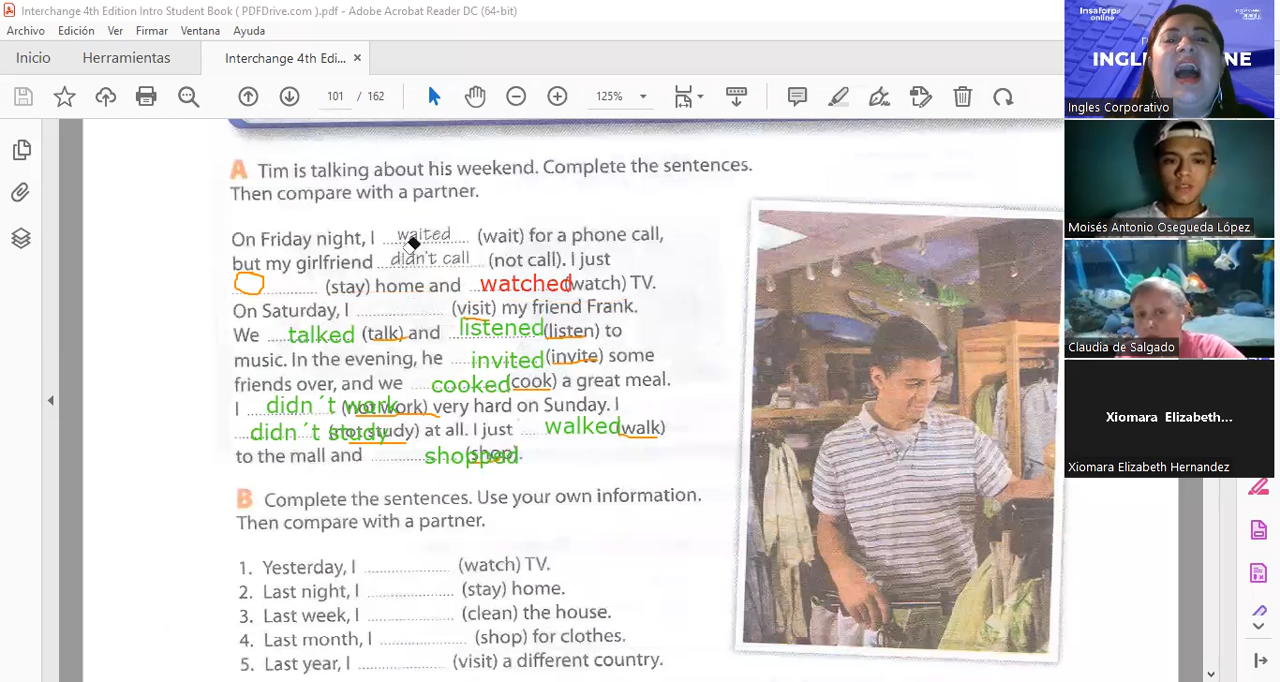 Interchange 4th Edition Intro Student Book ( PDFDrive.com ).pdf - Adobe Acrobat Reader DC (64-bit)
Archivo Edición Ver Firmar Ventana Ayuda
Inicio Herramientas Interchange 4th Edi... ×
101 / 162 125%
A Tim is talking about his weekend. Complete the sentences.
Then compare with a partner.
On Friday night, I waited (wait) for a phone call,
but my girlfriend didn't call (not call). I just
(stay) home and watched (watch) TV.
On Saturday, I (visit) my friend Frank.
We talked (talk) and listened (listen) to
music. In the evening, he invited (invite) some
friends over, and we cooked (cook) a great meal.
I didn´t work (not work) very hard on Sunday. I
didn´t study (not study) at all. I just walked (walk)
to the mall and shopped (shop).
B Complete the sentences. Use your own information.
Then compare with a partner.
1. Yesterday, I (watch) TV.
2. Last night, I (stay) home.
3. Last week, I (clean) the house.
4. Last month, I (shop) for clothes.
5. Last year, I (visit) a different country.
Insaforp
online
INGL NE
Ingles Corporativo
Moisés Antonio Osegueda López
Claudia de Salgado
Xiomara Elizabeth...
Xiomara Elizabeth Hernandez